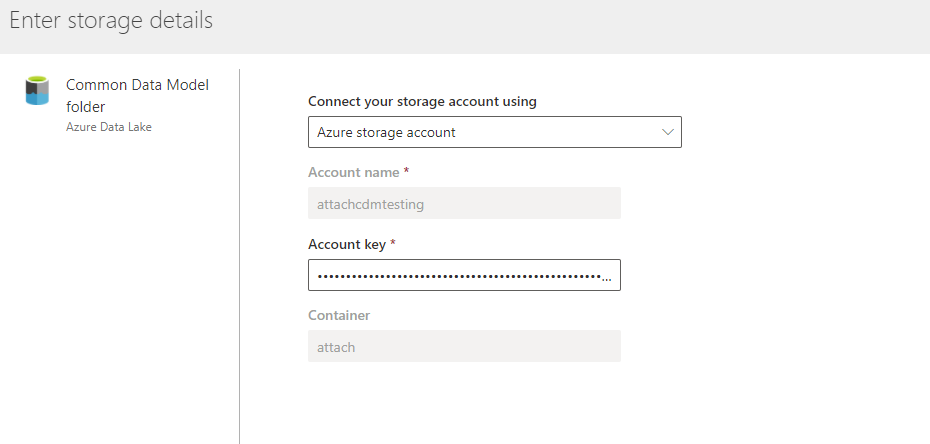 Enter storage details
Common Data Model
folder
Azure Data Lake
Connect your storage account using
Azure storage account
Account name *
attachcdmtesting
Account key *
••••••••••••••••••••••••••••••••••••••••••••••••••...
Container
attach